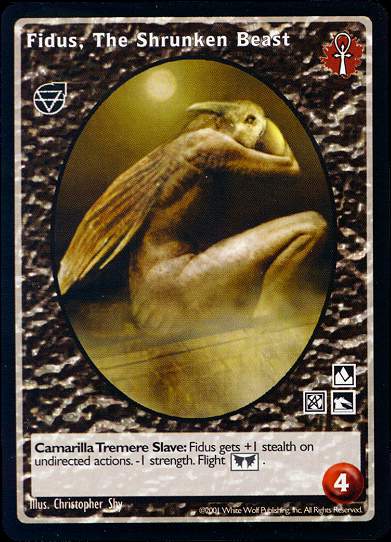 Fidus, The Shrunken Beast
Camarilla Tremere Slave: Fidus gets +1 stealth on
undirected actions. -1 strength. Flight .
4
Illus. Christopher Shy
©2001 White Wolf Publishing, Inc. All Rights Reserved.